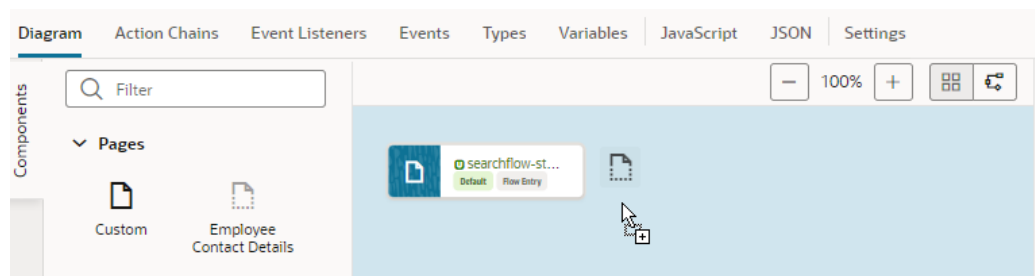 Diagram Action Chains Event Listeners Events Types Variables JavaScript JSON Settings
Components
Filter
100%
Pages
searchflow-st...
Default Flow Entry
Custom
Employee
Contact Details